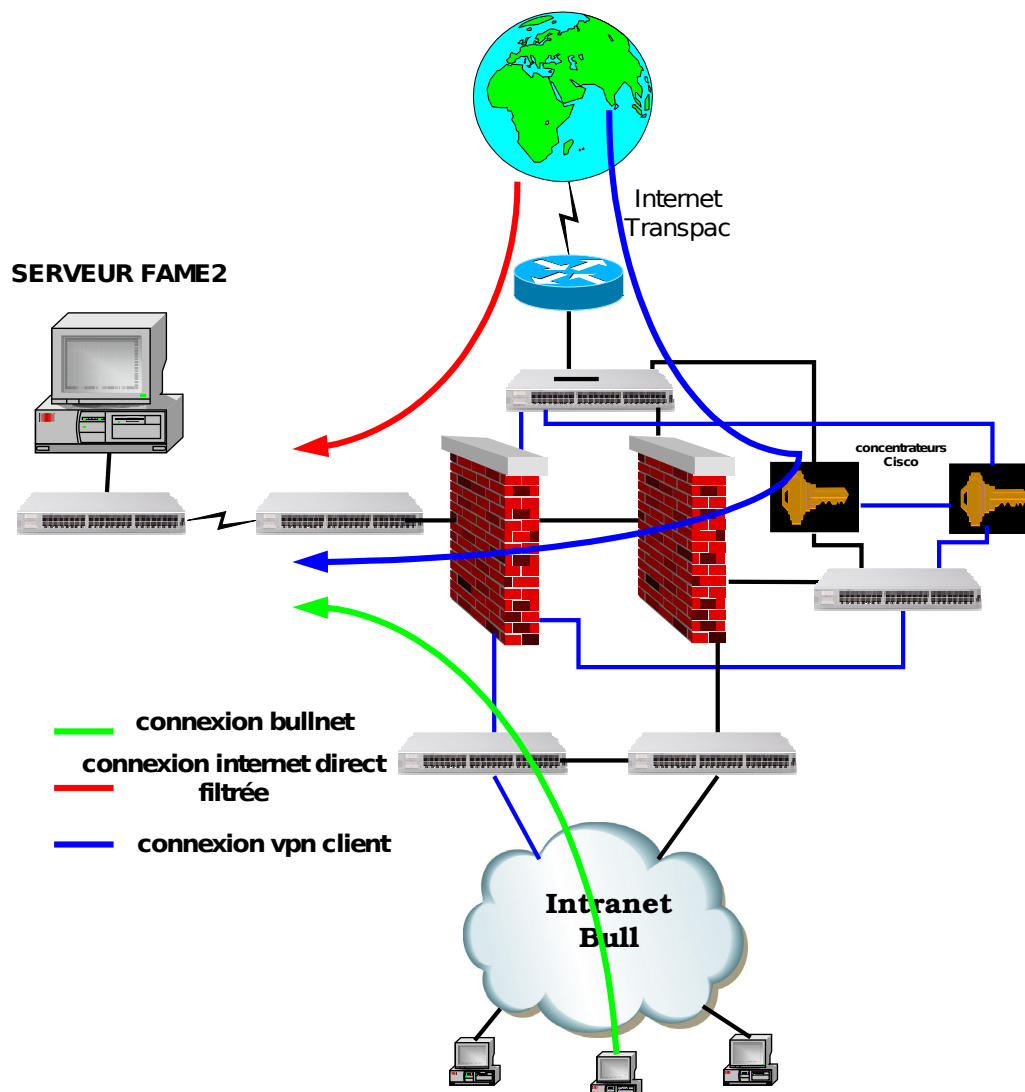 Internet
Transpac
SERVEUR FAME2
concentrateurs
Cisco
connexion bullnet
connexion internet direct
filtrée
connexion vpn client
Intranet
Bull